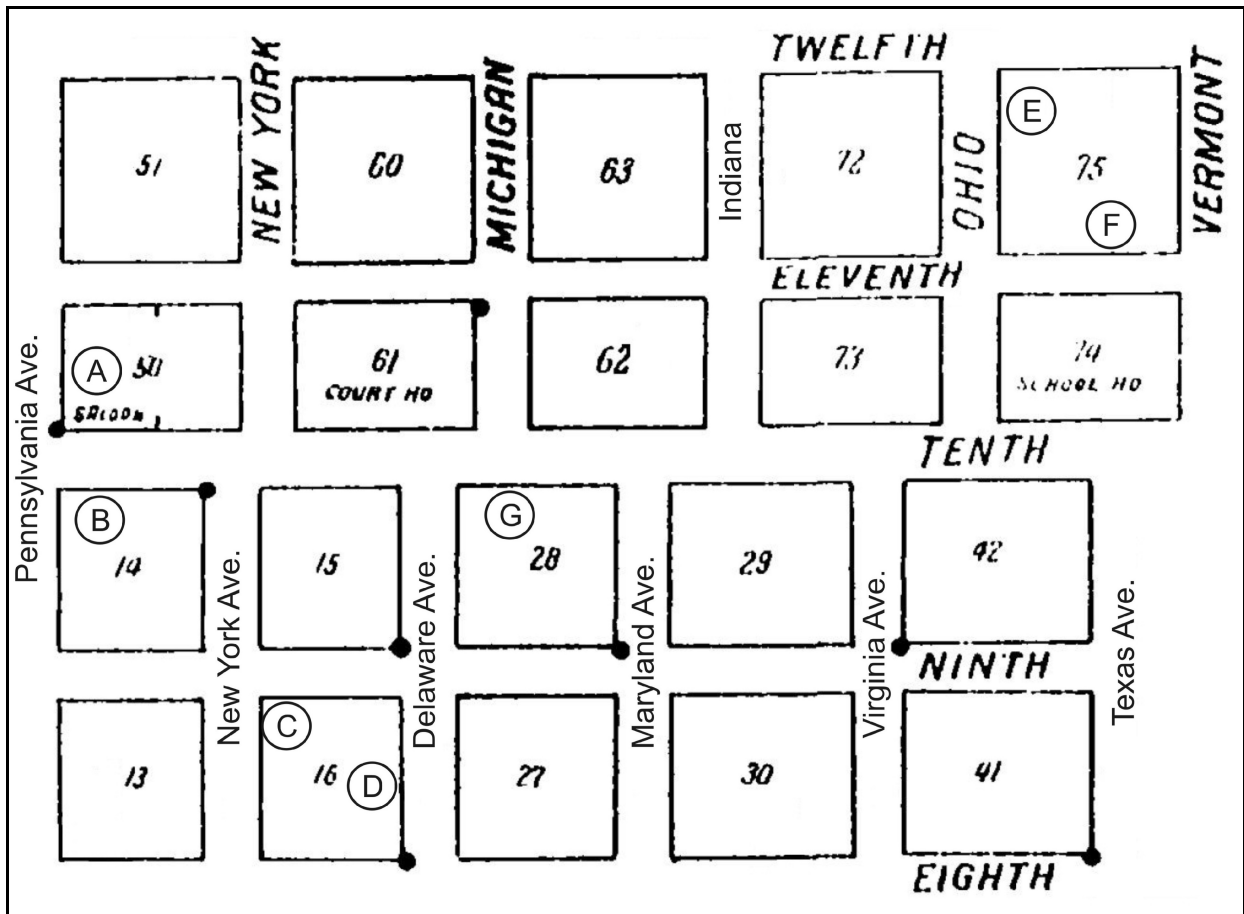 TWELFTH
NEW YORK
MICHIGAN
Indiana
OHIO
VERMONT
51
60
63
72
75
E
F
ELEVENTH
Pennsylvania Ave.
A
50
SALOON
61
COURT HO
62
73
74
SCHOOL HO
TENTH
B
14
15
G
28
29
42
New York Ave.
Delaware Ave.
Maryland Ave.
Virginia Ave.
NINTH
Texas Ave.
13
C
16
D
27
30
41
EIGHTH